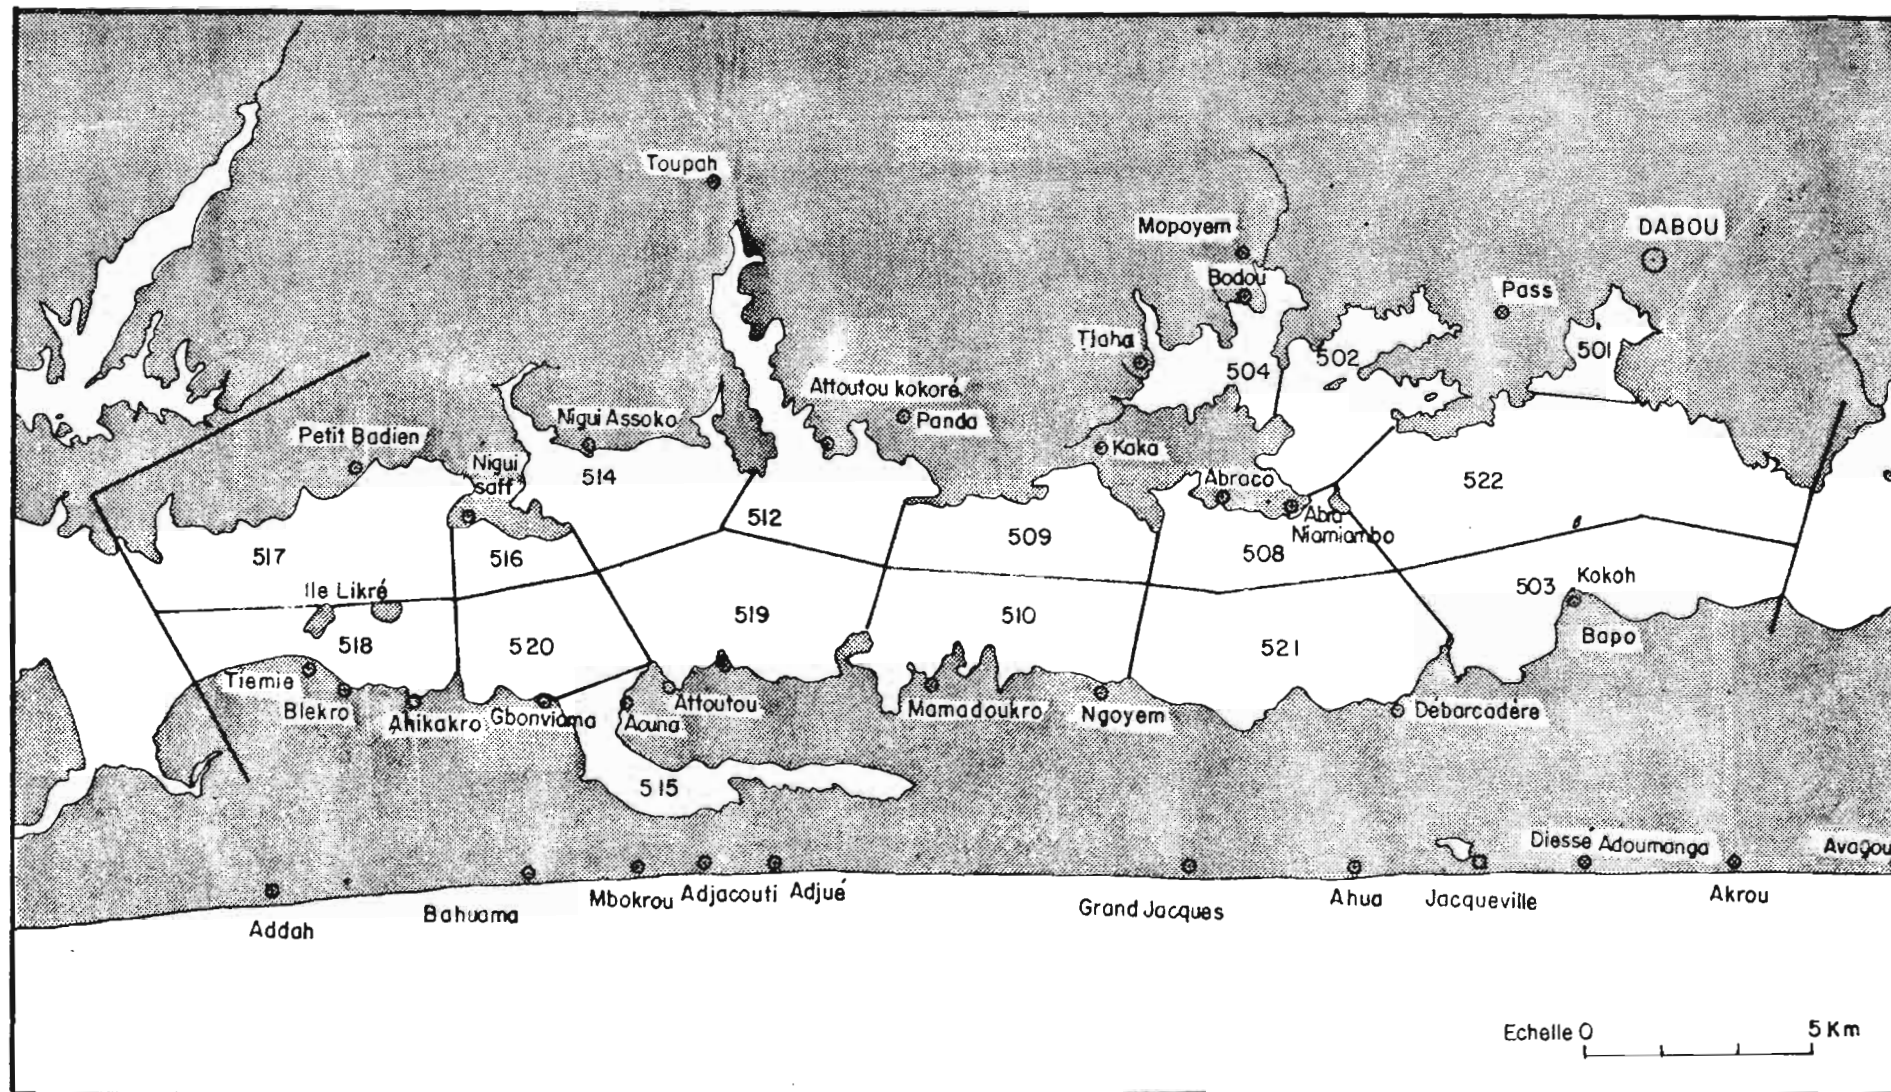 Toupah
Mopoyem
DABOU
Bodou
Pass
Tiaha
501
502
504
Attoutou kokoré
Nigui Assoko
Panda
Petit Badien
Kaka
Nigui
saff
514
Abraco
522
512
Abra
Niamiambo
509
508
517
516
Ile Likré
Kokoh
503
518
520
519
510
521
Bapo
Tiemie
Blekro
Ahikakro
Gbonviama
Aouna
Attoutou
Mamadoukro
Ngoyem
Débarcadére
515
Diessé Adoumanga
Avagou
Mbokrou
Adjacouti
Adjué
Addah
Bahuama
Grand Jacques
Ahua
Jacqueville
Akrou
Echelle 0
5 Km